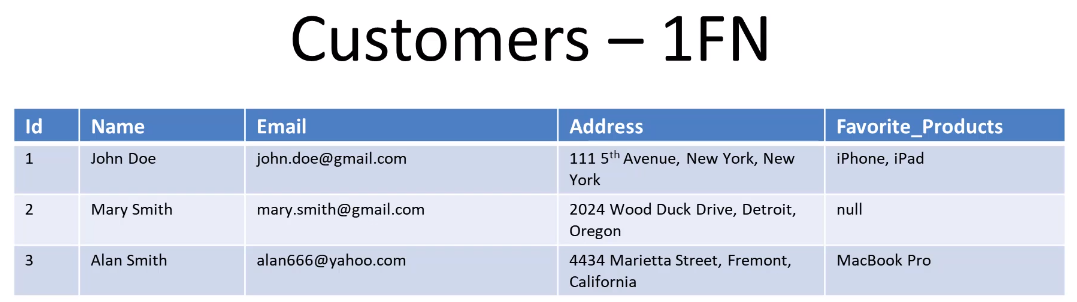 Customers – 1FN
Id Name Email Address Favorite_Products
1 John Doe john.doe@gmail.com 111 5th Avenue, New York, New iPhone, iPad
York
2 Mary Smith mary.smith@gmail.com 2024 Wood Duck Drive, Detroit, null
Oregon
3 Alan Smith alan666@yahoo.com 4434 Marietta Street, Fremont, MacBook Pro
California